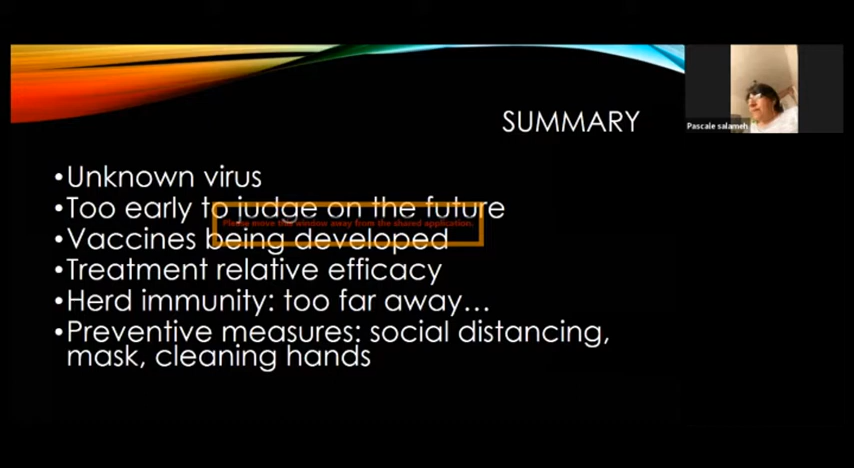 SUMMARY
Pascale salameh
•Unknown virus
•Too early to judge on the future
Please move this window away from the shared application.
•Vaccines being developed
•Treatment relative efficacy
•Herd immunity: too far away...
•Preventive measures: social distancing,
mask, cleaning hands